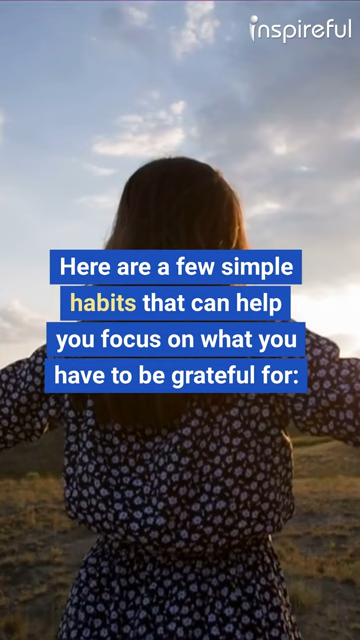 inspireful
Here are a few simple
habits that can help
you focus on what you
have to be grateful for: